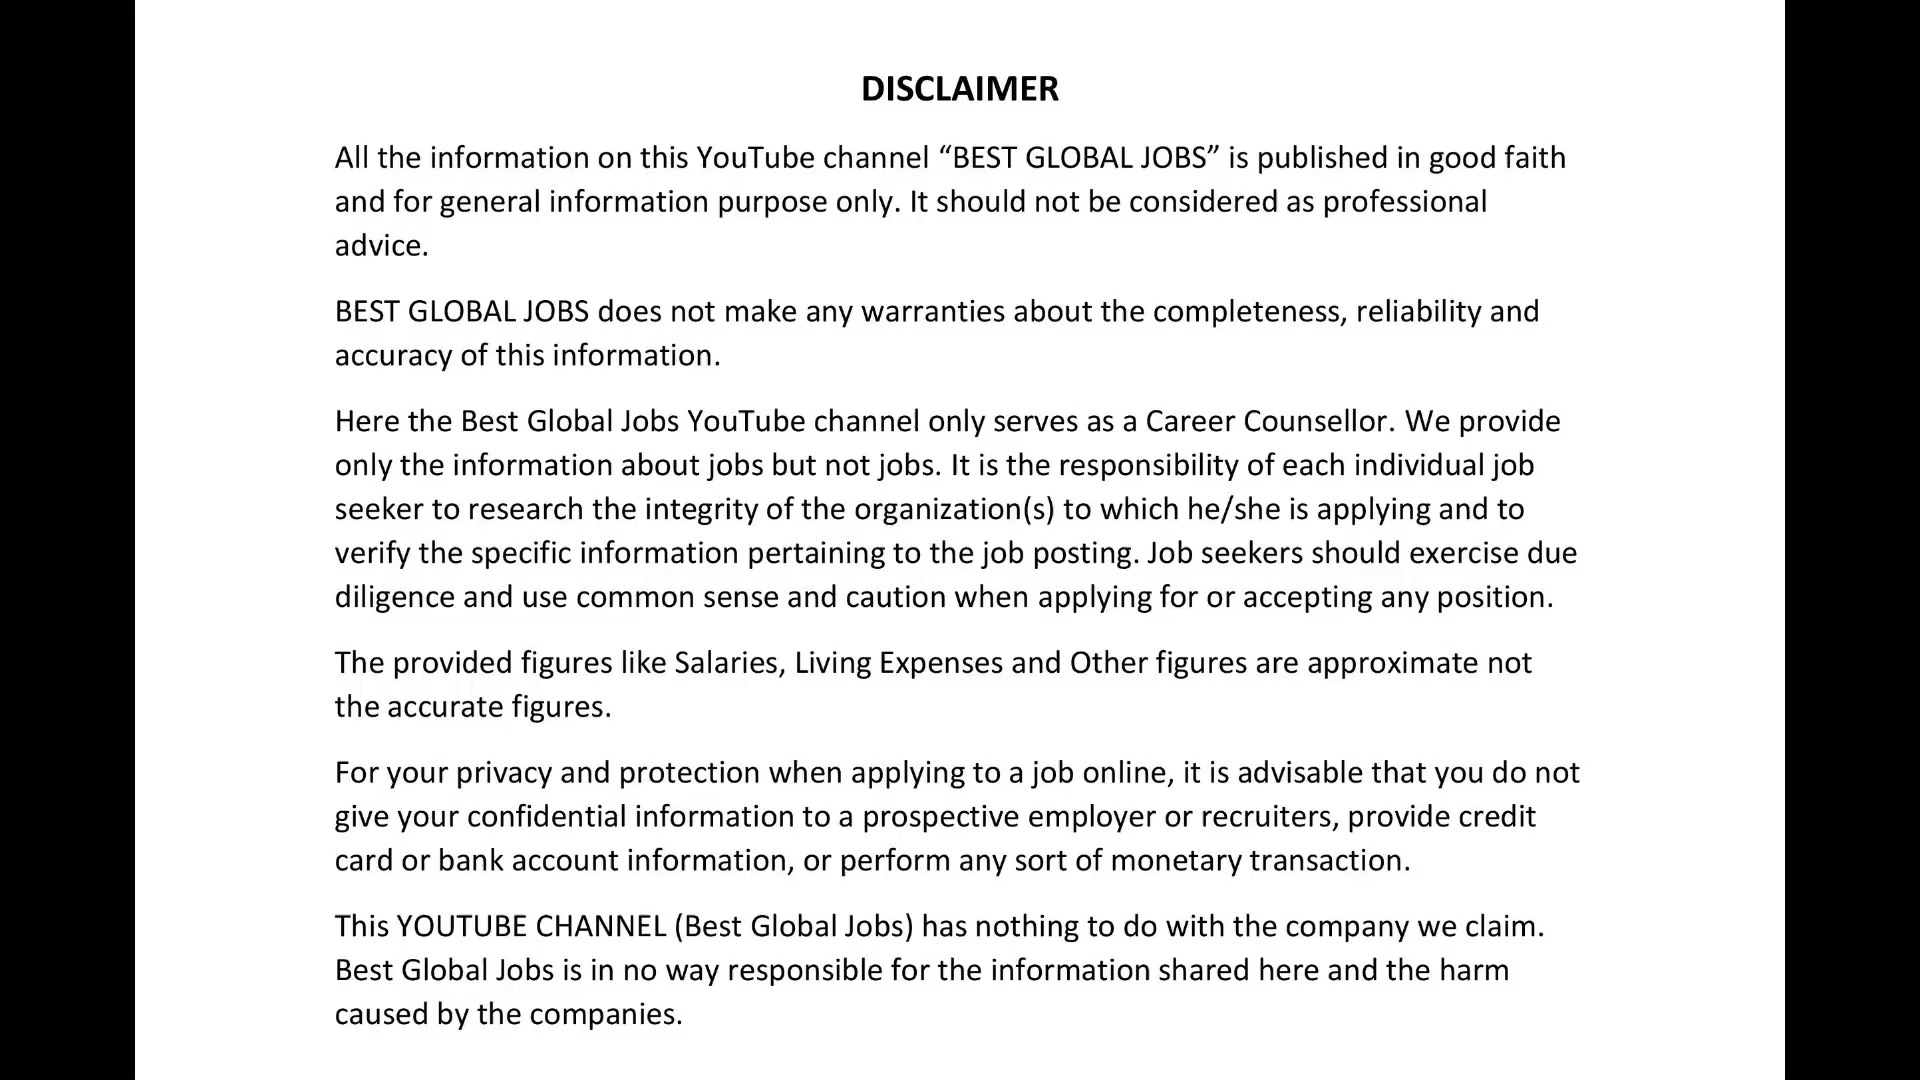 DISCLAIMER
All the information on this YouTube channel “BEST GLOBAL JOBS” is published in good faith
and for general information purpose only. It should not be considered as professional
advice.
BEST GLOBAL JOBS does not make any warranties about the completeness, reliability and
accuracy of this information.
Here the Best Global Jobs YouTube channel only serves as a Career Counsellor. We provide
only the information about jobs but not jobs. It is the responsibility of each individual job
seeker to research the integrity of the organization(s) to which he/she is applying and to
verify the specific information pertaining to the job posting. Job seekers should exercise due
diligence and use common sense and caution when applying for or accepting any position.
The provided figures like Salaries, Living Expenses and Other figures are approximate not
the accurate figures.
For your privacy and protection when applying to a job online, it is advisable that you do not
give your confidential information to a prospective employer or recruiters, provide credit
card or bank account information, or perform any sort of monetary transaction.
This YOUTUBE CHANNEL (Best Global Jobs) has nothing to do with the company we claim.
Best Global Jobs is in no way responsible for the information shared here and the harm
caused by the companies.